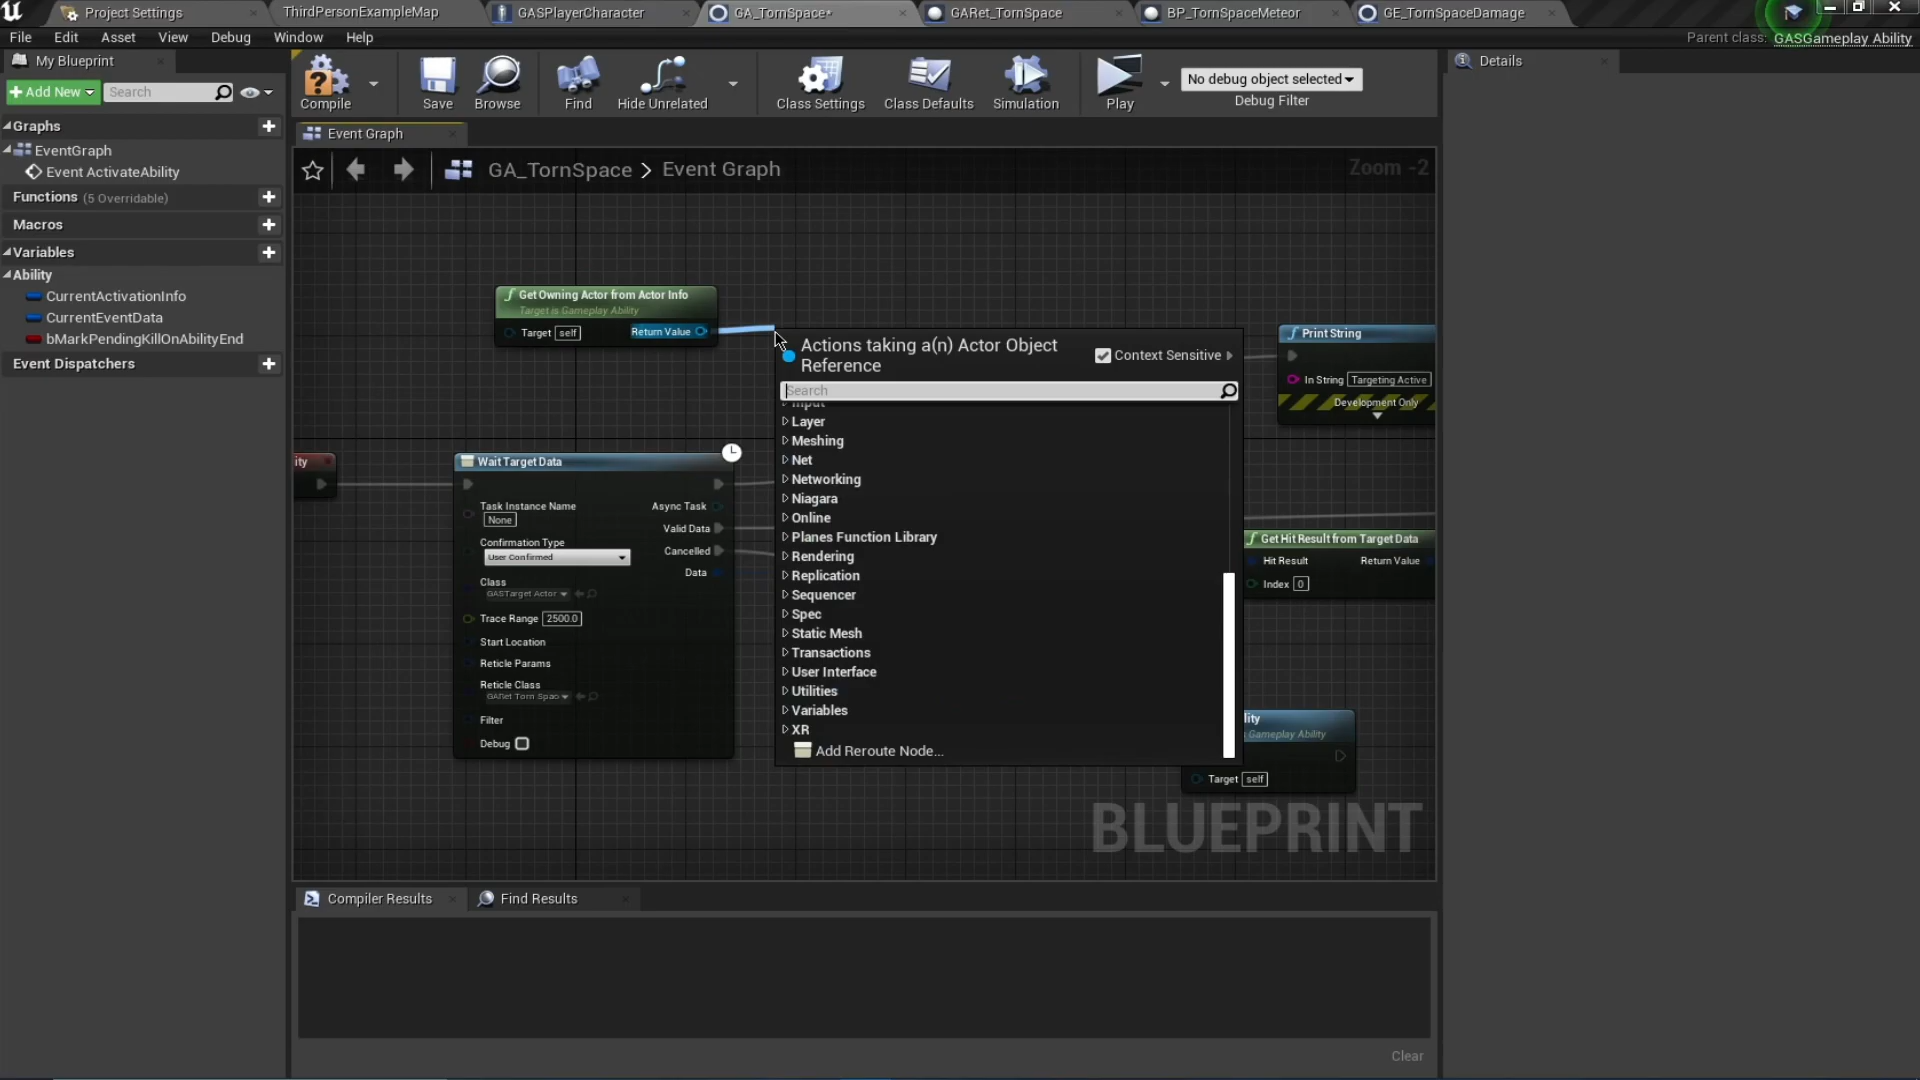 Project Settings
ThirdPersonExampleMap
GASPlayerCharacter
GA_TornSpace*
GARet_TornSpace
BP_TornSpaceMeteor
GE_TornSpaceDamage
File Edit Asset View Debug Window Help
Parent class: GASGameplay Ability
My Blueprint
Add New
Search
Graphs
EventGraph
Event ActivateAbility
Functions (5 Overridable)
Macros
Variables
Ability
CurrentActivationInfo
CurrentEventData
bMarkPendingKillOnAbilityEnd
Event Dispatchers
Compile
Save
Browse
Find
Hide Unrelated
Class Settings
Class Defaults
Simulation
Play
No debug object selected
Debug Filter
Event Graph
GA_TornSpace > Event Graph
Zoom -2
Get Owning Actor from Actor Info
Target is Gameplay Ability
Target self
Return Value
ity
Wait Target Data
Task Instance Name
None
Async Task
Valid Data
Confirmation Type
User Confirmed
Cancelled
Data
Class
GASTarget Actor
Trace Range 2500.0
Start Location
Reticle Params
Reticle Class
GARet Torn Spac
Filter
Debug
Actions taking a(n) Actor Object
Reference
Context Sensitive
Search
Input
Layer
Meshing
Net
Networking
Niagara
Online
Planes Function Library
Rendering
Replication
Sequencer
Spec
Static Mesh
Transactions
User Interface
Utilities
Variables
XR
Add Reroute Node...
Print String
In String Targeting Active
Development Only
Get Hit Result from Target Data
Hit Result
Return Value
Index 0
lity
Gameplay Ability
Target self
BLUEPRINT
Compiler Results
Find Results
Clear
Details